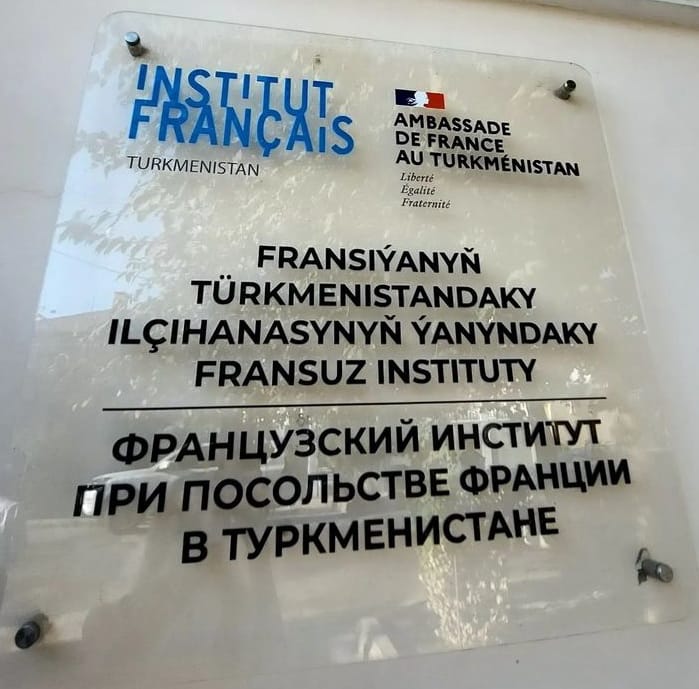 INSTITUT
FRANÇAIS
TURKMENISTAN
AMBASSADE
DE FRANCE
AU TURKMÉNISTAN
Liberté
Égalité
Fraternité
FRANSIÝANYŇ
TÜRKMENISTANDAKY
ILÇIHANASYNYŇ ÝANYNDAKY
FRANSUZ INSTITUTY
ФРАНЦУЗСКИЙ ИНСТИТУТ
ПРИ ПОСОЛЬСТВЕ ФРАНЦИИ
В ТУРКМЕНИСТАНЕ